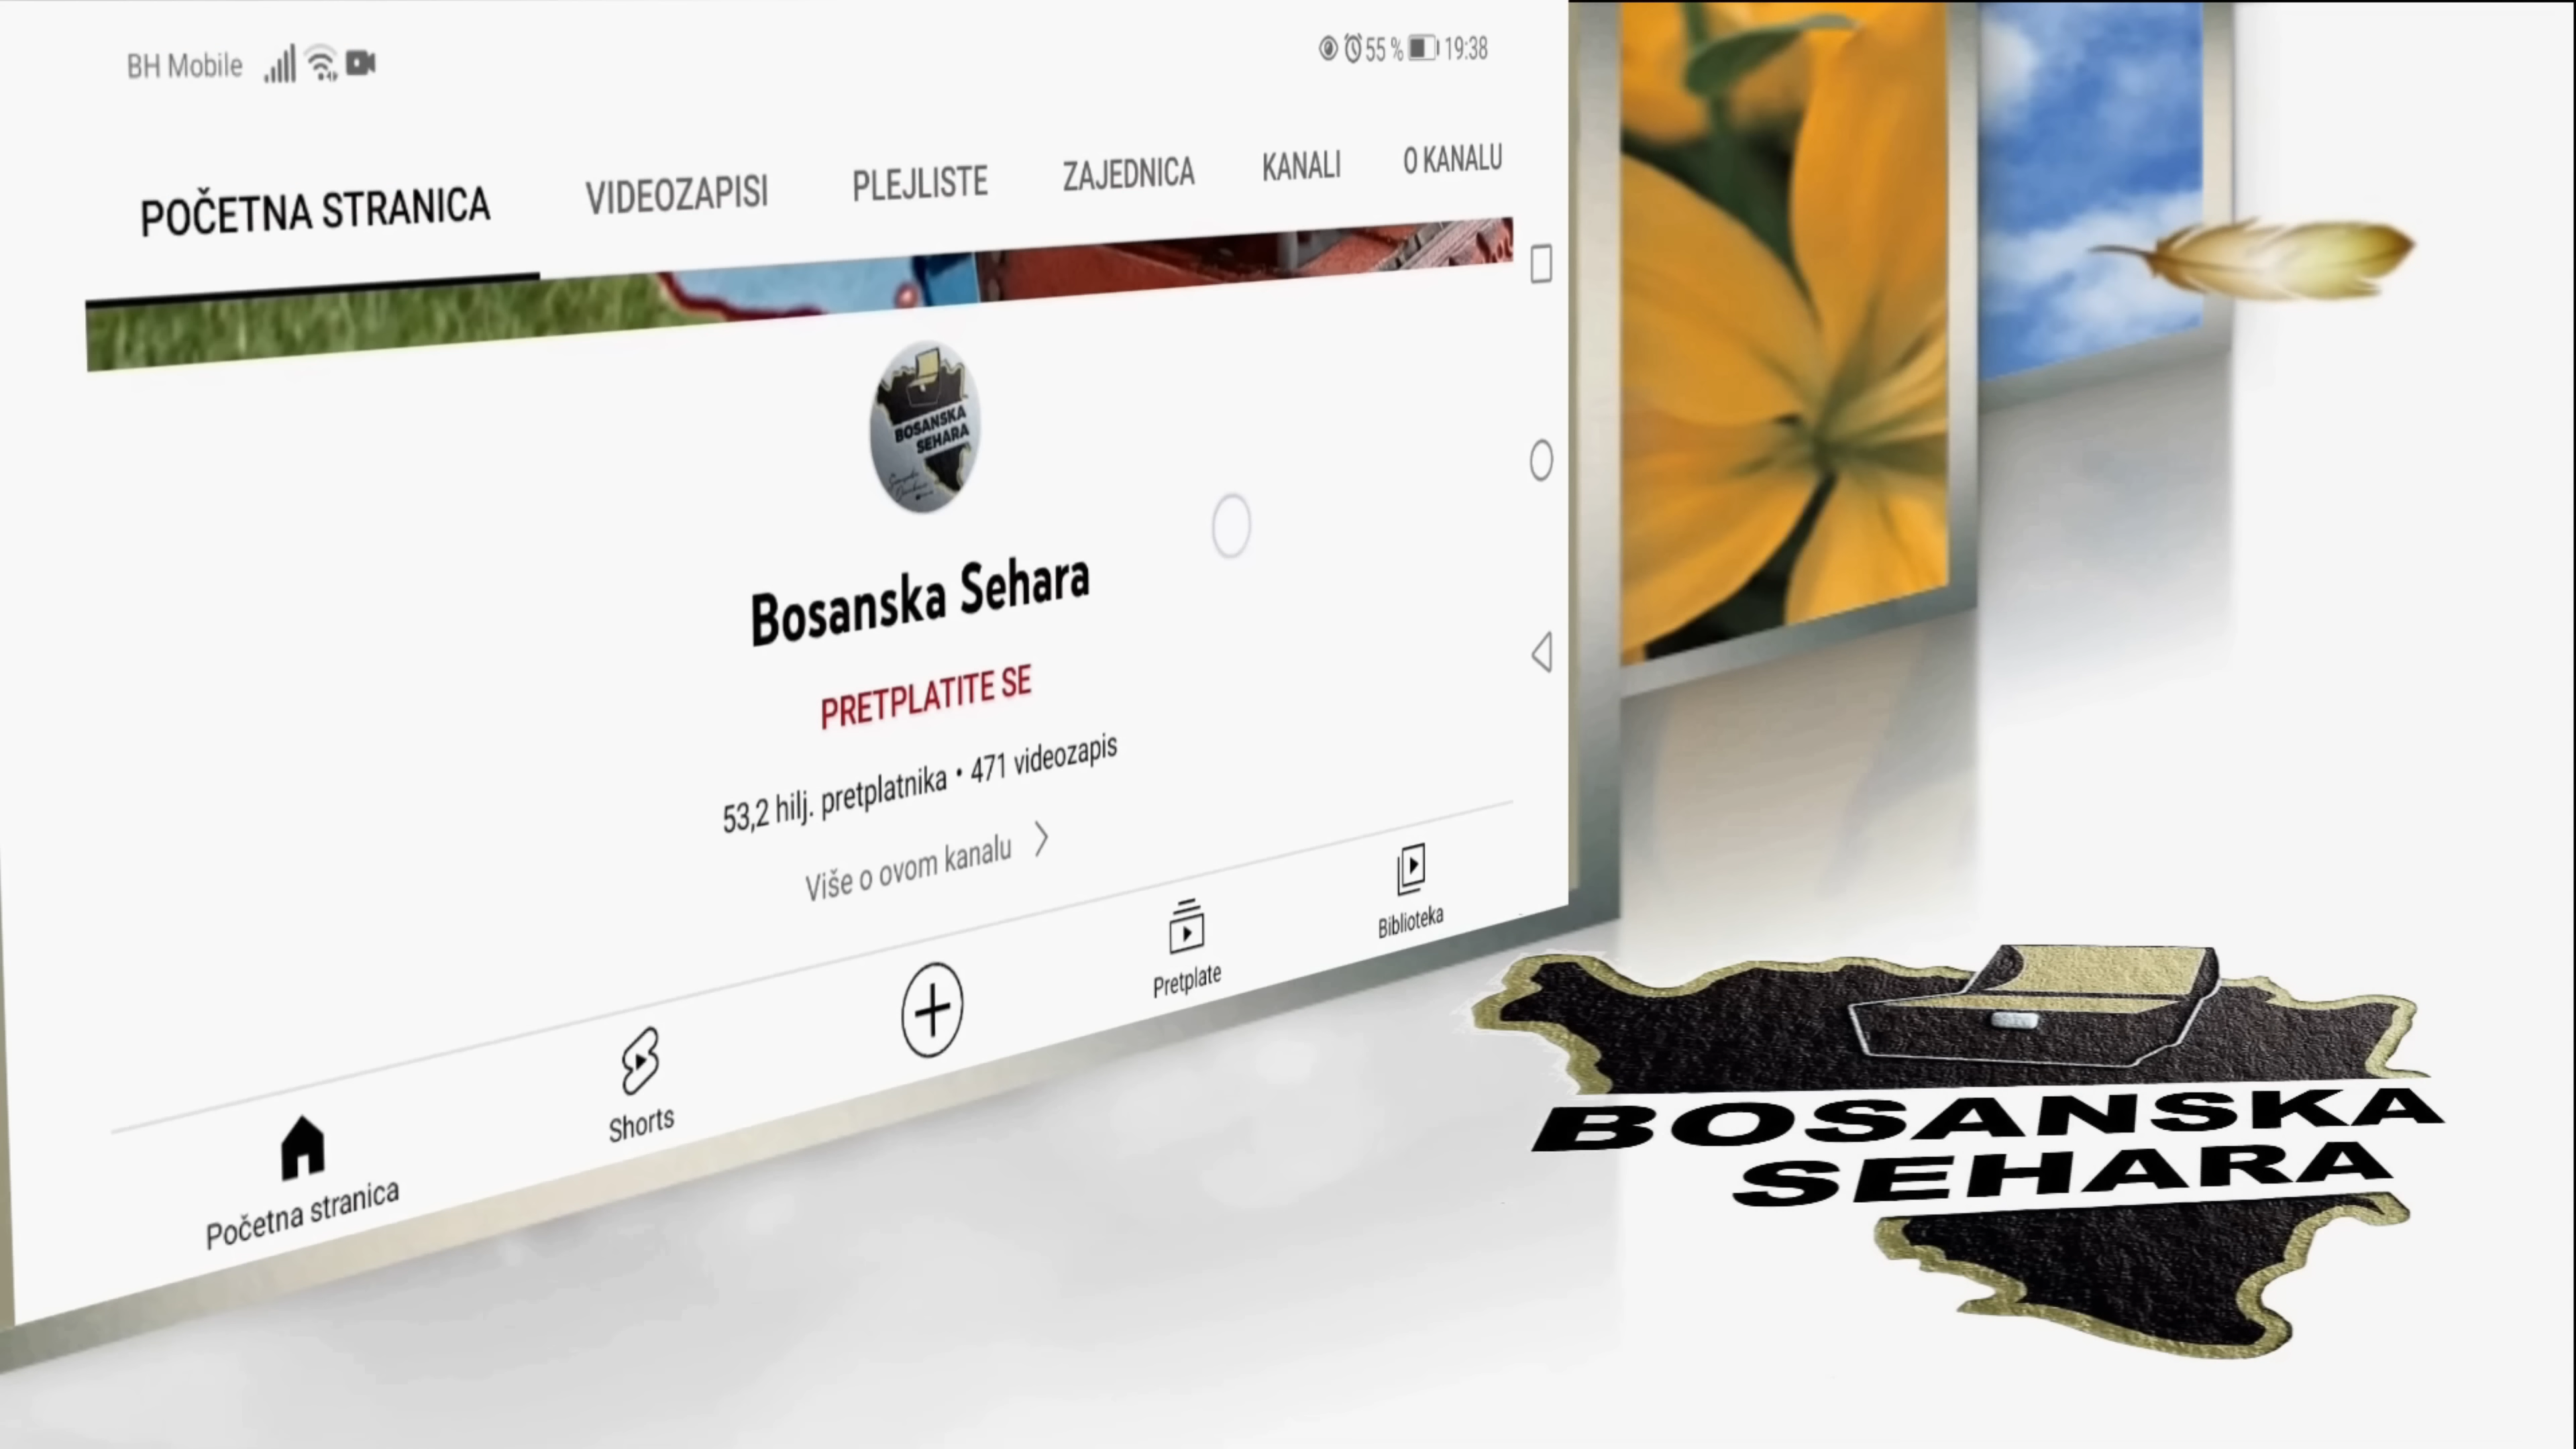 BH Mobile
55 % 19:38
POČETNA STRANICA VIDEOZAPISI PLEJLISTE ZAJEDNICA KANALI O KANALU
BOSANSKA
SEHARA
Bosanska Sehara
PRETPLATITE SE
53,2 hilj. pretplatnika • 471 videozapis
Više o ovom kanalu
Početna stranica
Shorts
Pretplate
Biblioteka
BOSANSKA
SEHARA